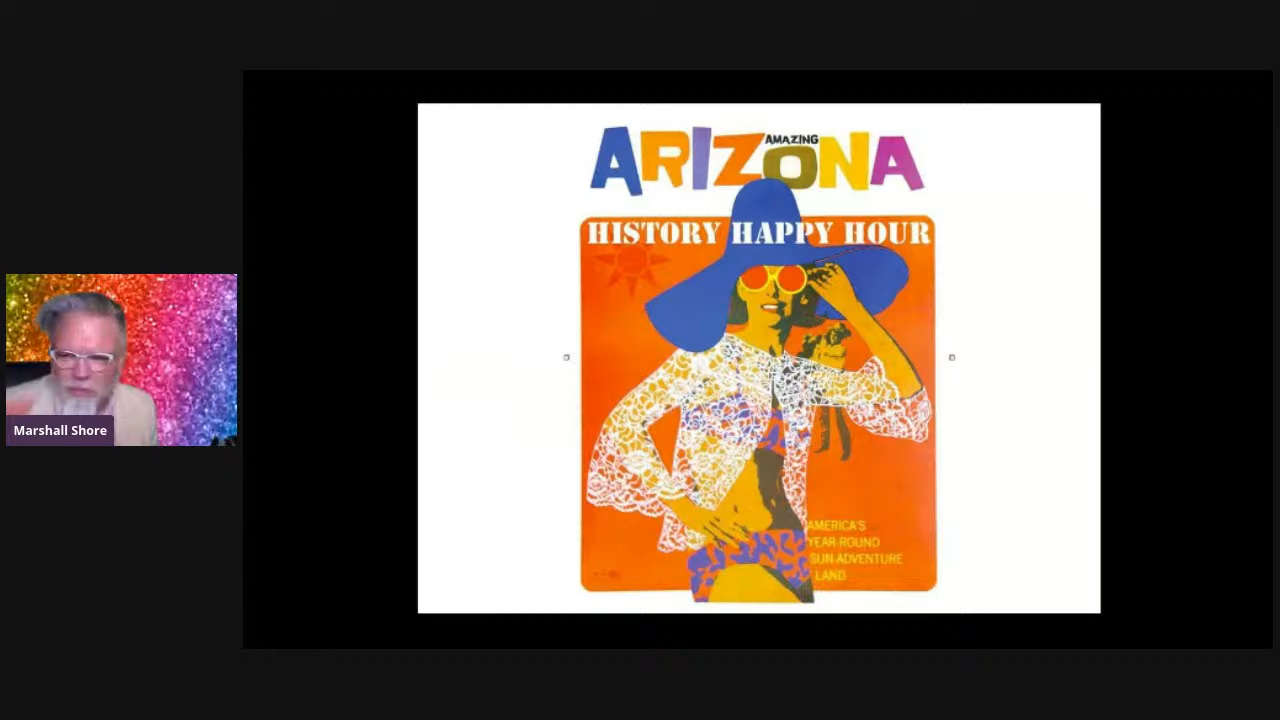 AMAZING
ARIZONA
HISTORY HAPPY HOUR
AMERICA'S
YEAR ROUND
SUN ADVENTURE
LAND
Marshall Shore